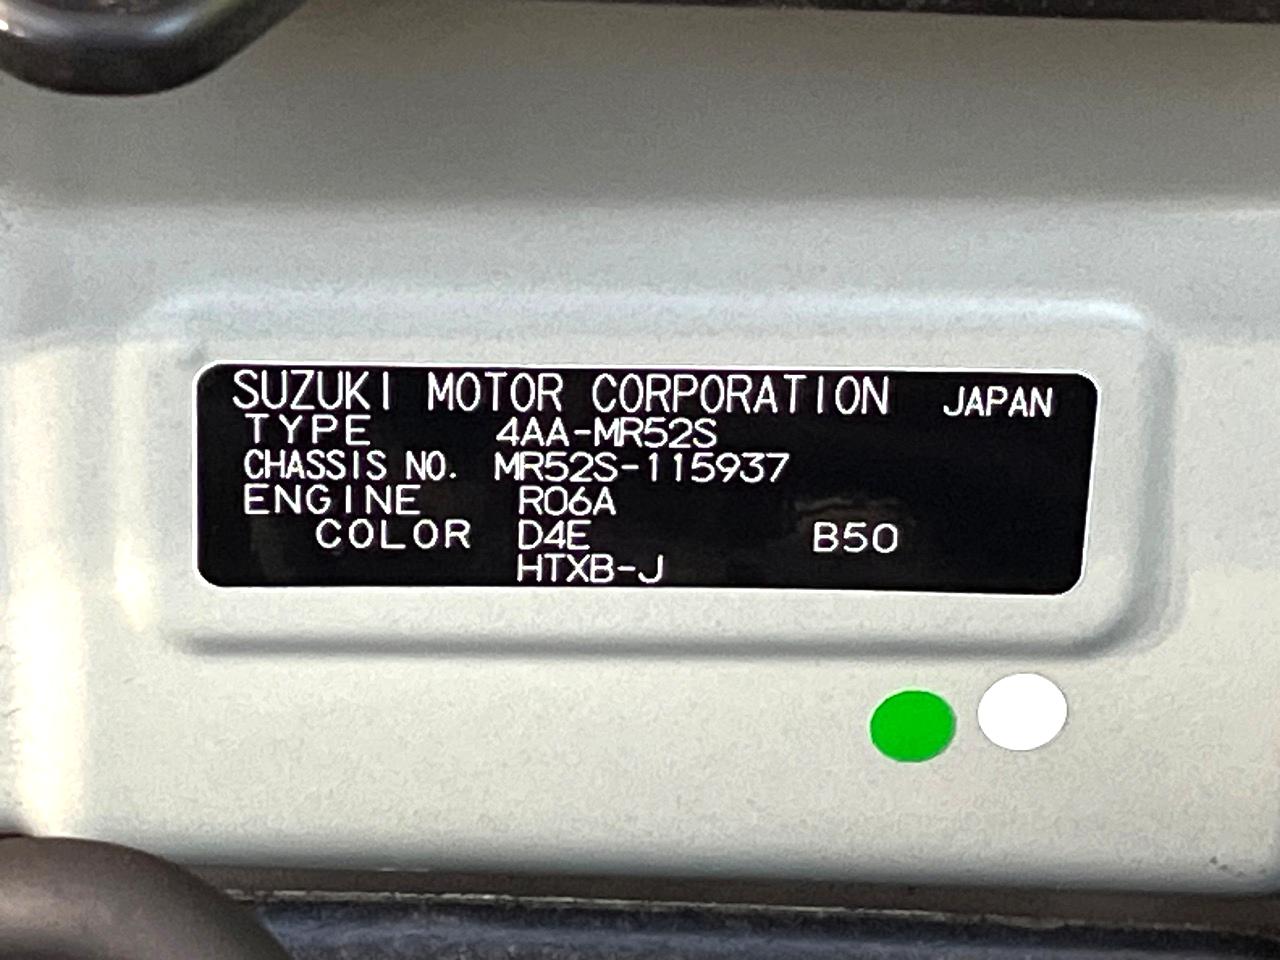 SUZUKI MOTOR CORPORATION JAPAN
TYPE 4AA-MR52S
CHASSIS NO. MR52S-115937
ENGINE R06A
COLOR D4E B50
HTXB-J